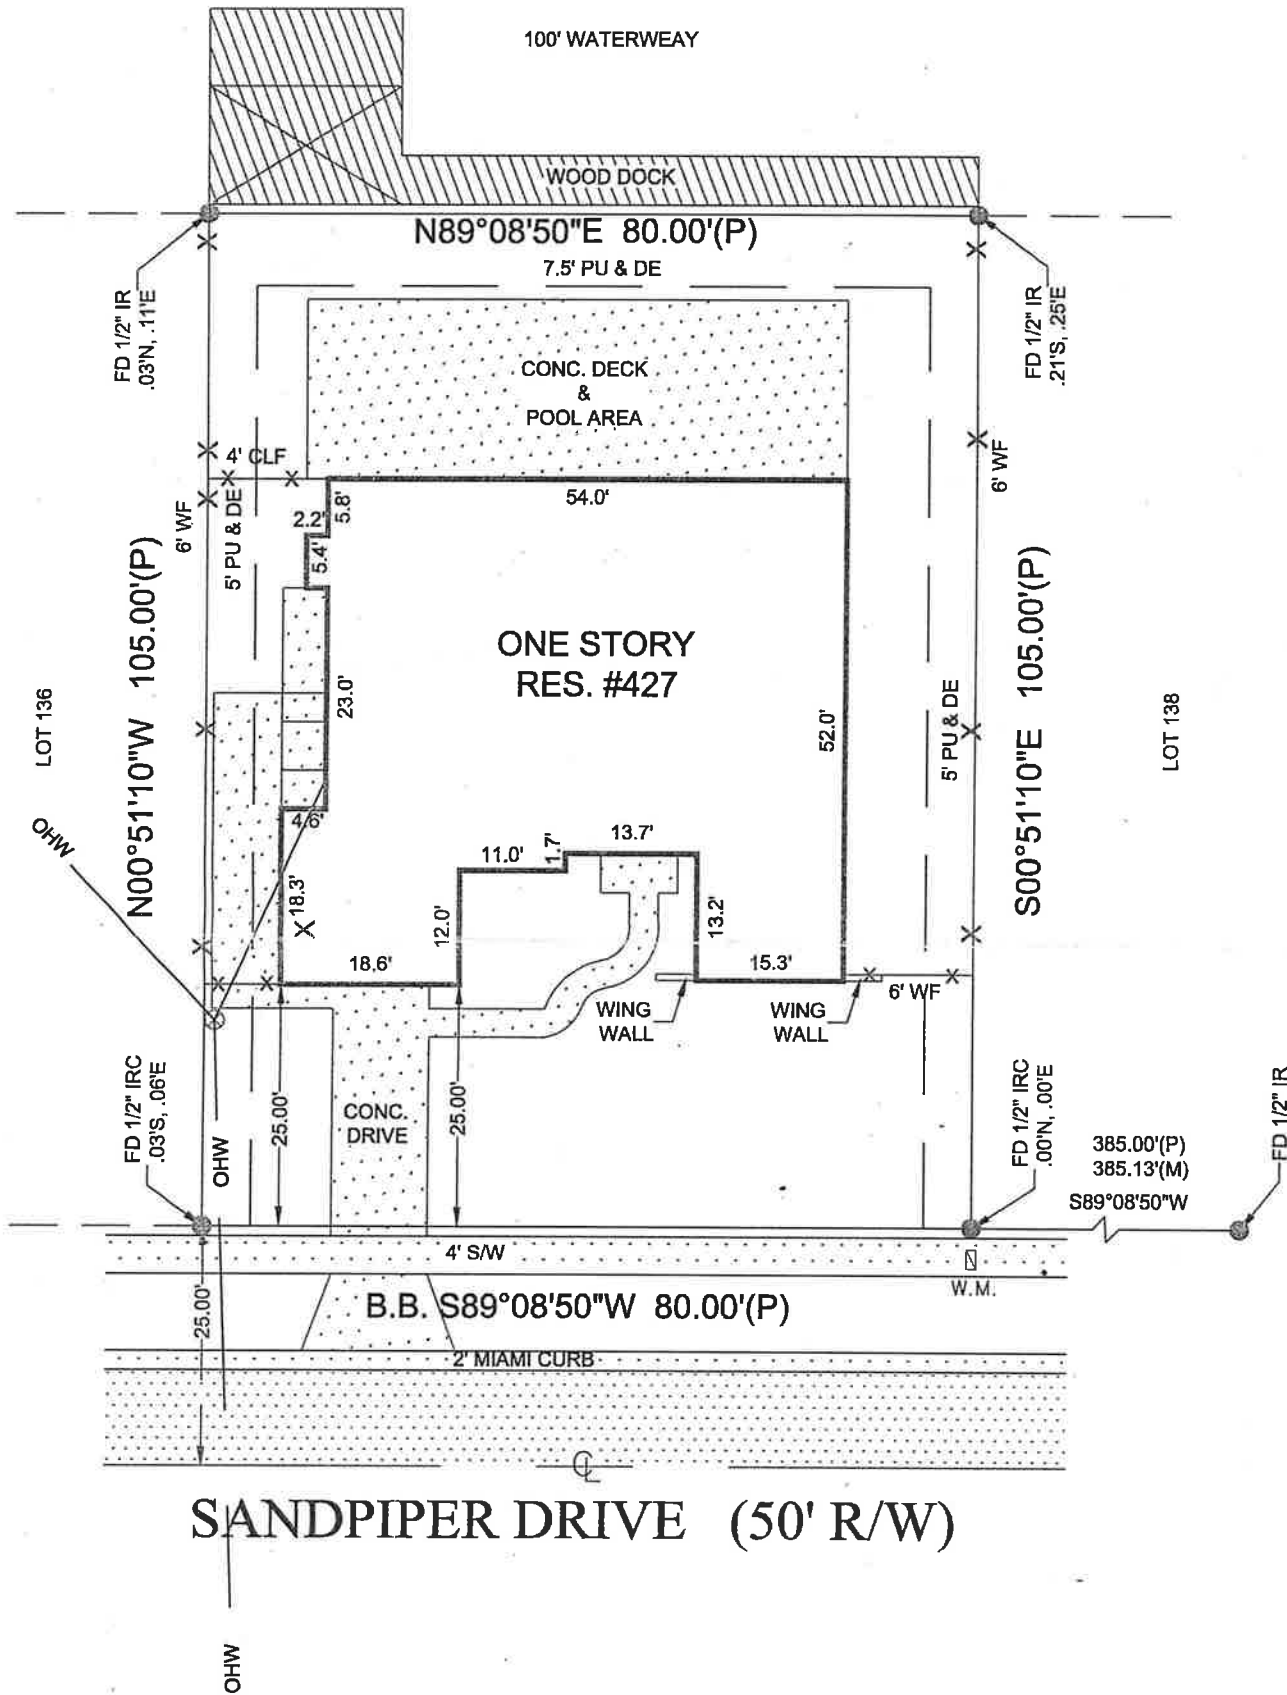 100' WATERWEAY
WOOD DOCK
N89°08'50"E 80.00'(P)
7.5' PU & DE
FD 1/2" IR
.03'N, .11'E
FD 1/2" IR
.21'S, .25'E
CONC. DECK
&
POOL AREA
4' CLF
6' WF
5' PU & DE
2.2'
5.8'
5.4'
54.0'
6' WF
N00°51'10"W 105.00'(P)
S00°51'10"E 105.00'(P)
ONE STORY
RES. #427
23.0'
52.0'
5' PU & DE
LOT 136
LOT 138
OHW
4.6'
18.3'
11.0'
1.7'
13.7'
12.0'
13.2'
18.6'
15.3'
WING
WALL
WING
WALL
6' WF
FD 1/2" IRC
.03'S, .06'E
OHW
25.00'
CONC.
DRIVE
25.00'
FD 1/2" IRC
.00'N, .00'E
385.00'(P)
385.13'(M)
S89°08'50"W
FD 1/2" IR
4' S/W
W.M.
B.B. S89°08'50"W 80.00'(P)
25.00'
2' MIAMI CURB
CL
SANDPIPER DRIVE (50' R/W)
OHW